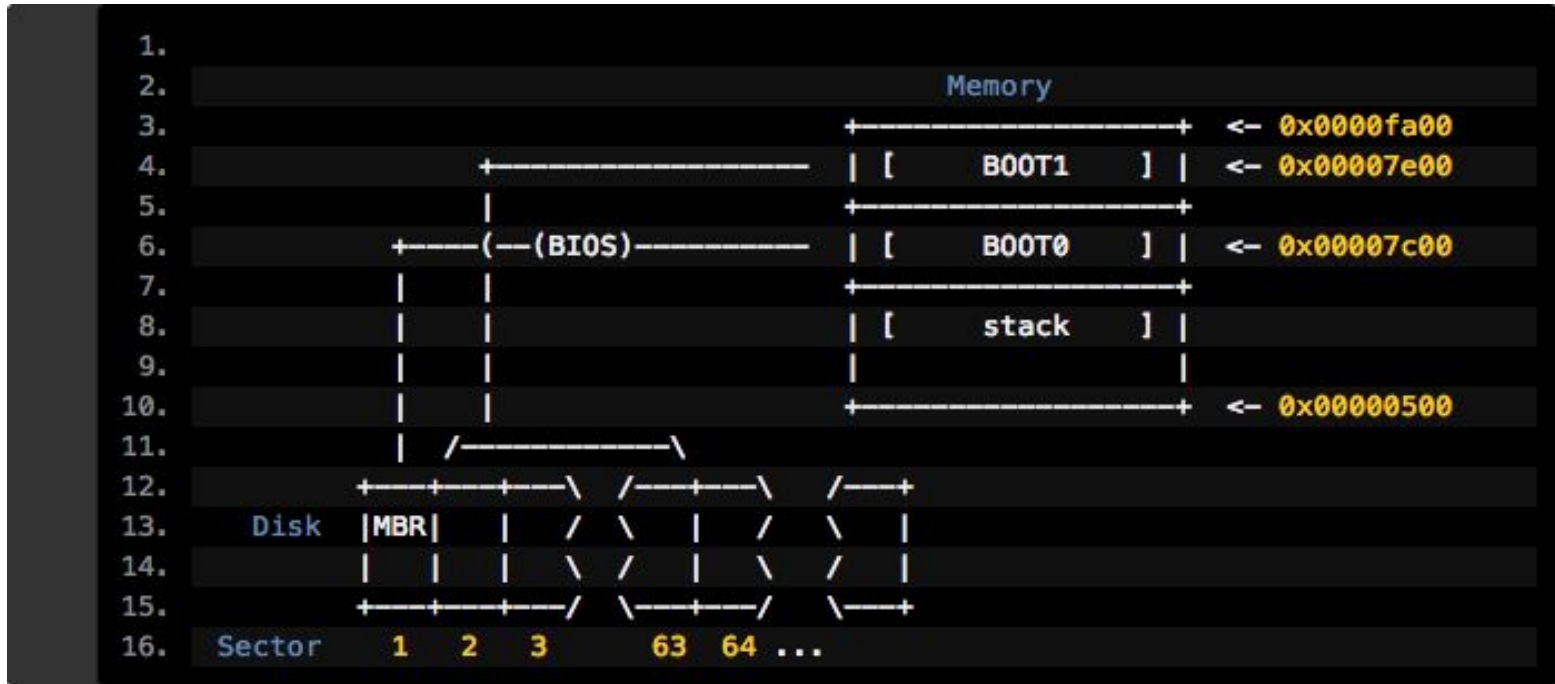 1.
2. Memory
3. +-------------------+ <- 0x0000fa00
4. +------------------ | [ BOOT1 ] | <- 0x00007e00
5. | +-------------------+
6. +----(--(BIOS)---------- | [ BOOT0 ] | <- 0x00007c00
7. | | +-------------------+
8. | | | [ stack ] |
9. | | | |
10. | | +-------------------+ <- 0x00000500
11. | /------------\
12. +---+---+---\ /---+---\ /---+
13. Disk |MBR| | / \ | / \ |
14. | | | \ / | \ / |
15. +---+---+---/ \---+---/ \---+
16. Sector 1 2 3 63 64 ...